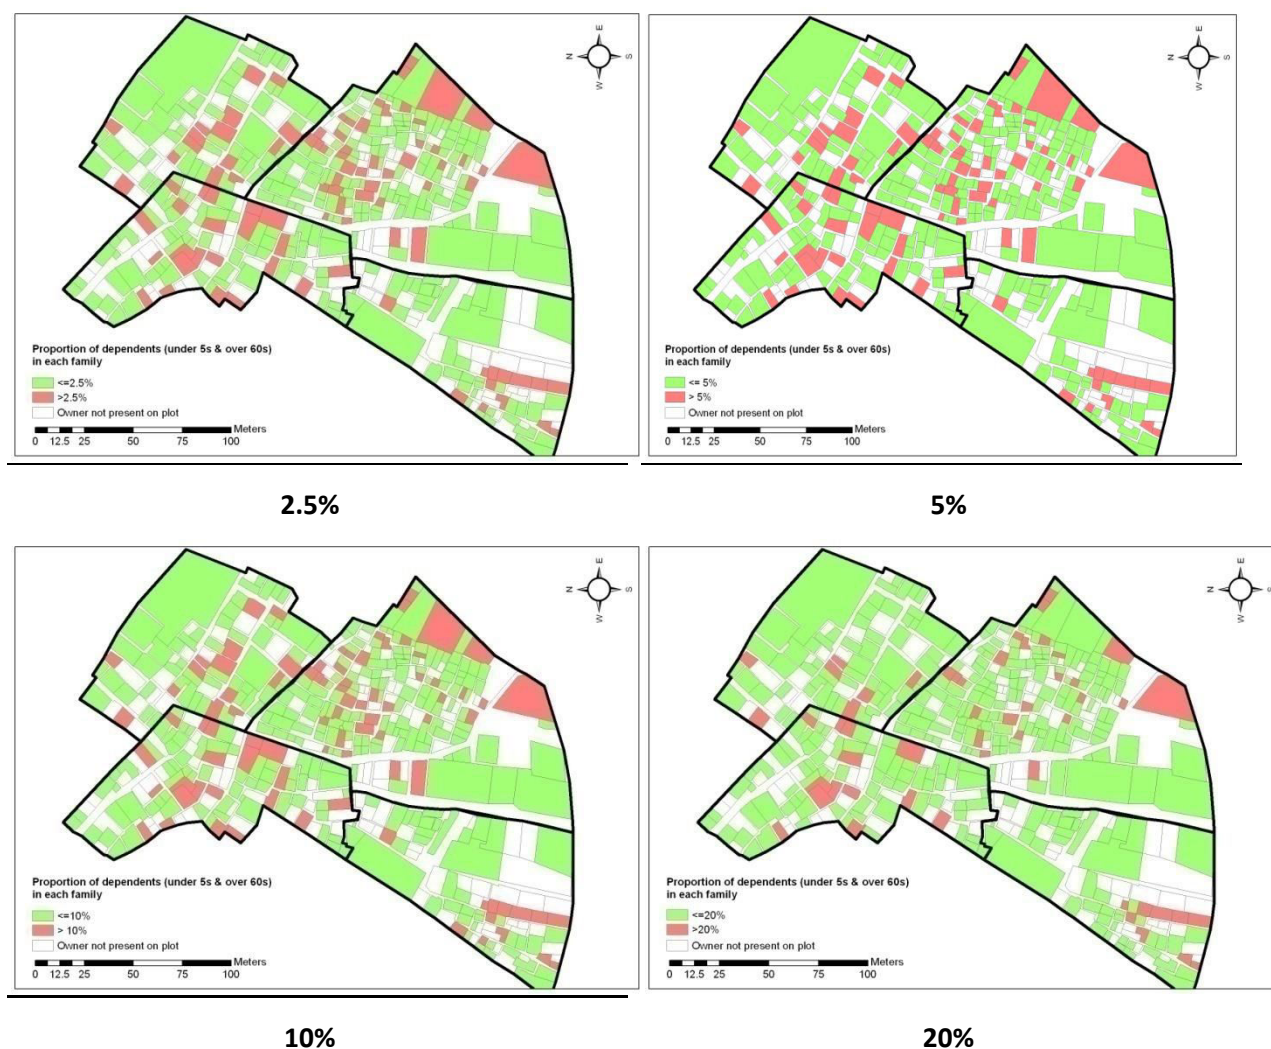 E
N S
W
Proportion of dependents (under 5s & over 60s)
in each family
<=2.5%
>2.5%
Owner not present on plot
Meters
0 12.5 25 50 75 100
2.5%
E
N S
W
Proportion of dependents (under 5s & over 60s)
in each family
<= 5%
> 5%
Owner not present on plot
Meters
0 12.5 25 50 75 100
5%
E
N S
W
Proportion of dependents (under 5s & over 60s)
in each family
<=10%
> 10%
Owner not present on plot
Meters
0 12.5 25 50 75 100
10%
E
N S
W
Proportion of dependents (under 5s & over 60s)
in each family
<=20%
>20%
Owner not present on plot
Meters
0 12.5 25 50 75 100
20%